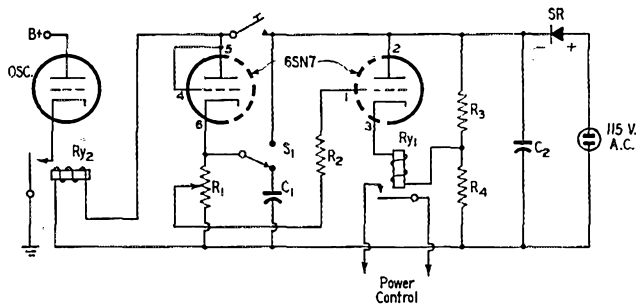 B+
OSC.
Ry2
4
5
6
6SN7
S1
C1
R1
R2
1
2
3
Ry1
R3
R4
C2
SR
- +
115 V.
A.C.
Power
Control